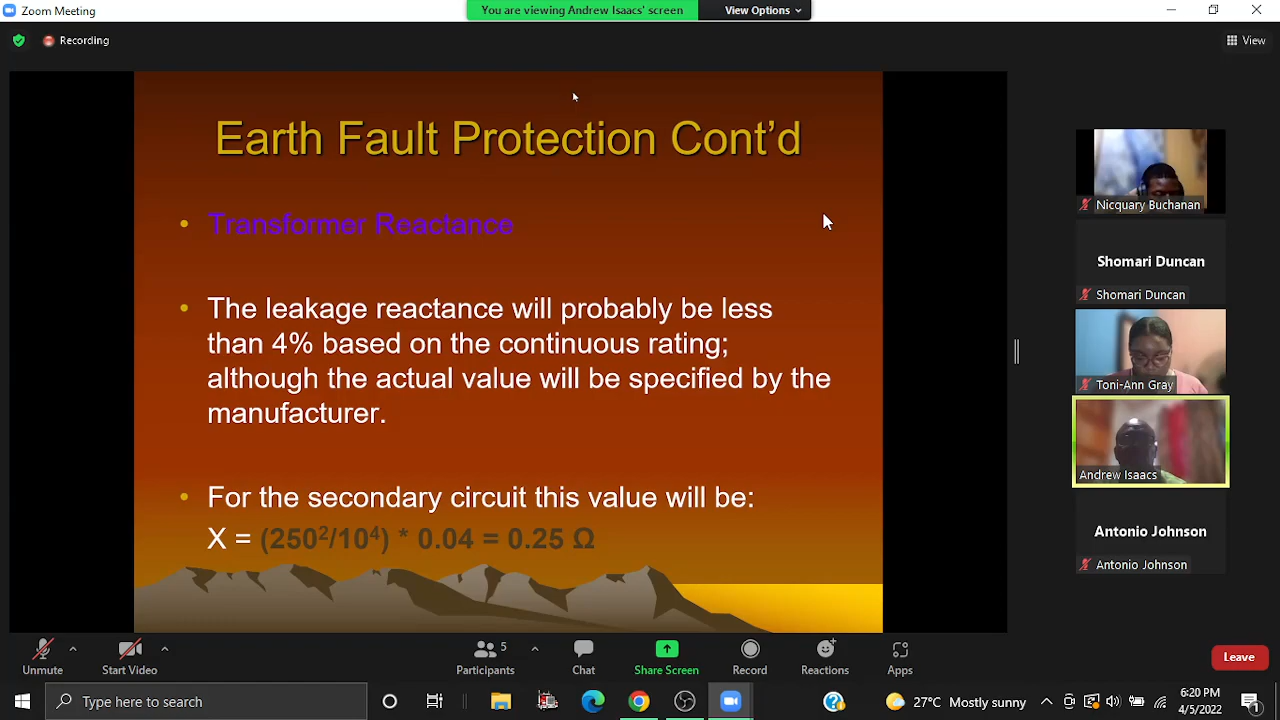 Zoom Meeting
You are viewing Andrew Isaacs' screen
View Options
Recording
View
Earth Fault Protection Cont'd
• Transformer Reactance
• The leakage reactance will probably be less
than 4% based on the continuous rating;
although the actual value will be specified by the
manufacturer.
• For the secondary circuit this value will be:
X = (250²/10⁴) * 0.04 = 0.25 Ω
Nicquary Buchanan
Shomari Duncan
Shomari Duncan
Toni-Ann Gray
Andrew Isaacs
Antonio Johnson
Antonio Johnson
Unmute
Start Video
Participants
5
Chat
Share Screen
Record
Reactions
Apps
Leave
Type here to search
27°C Mostly sunny
6:20 PM
4/5/2022
1